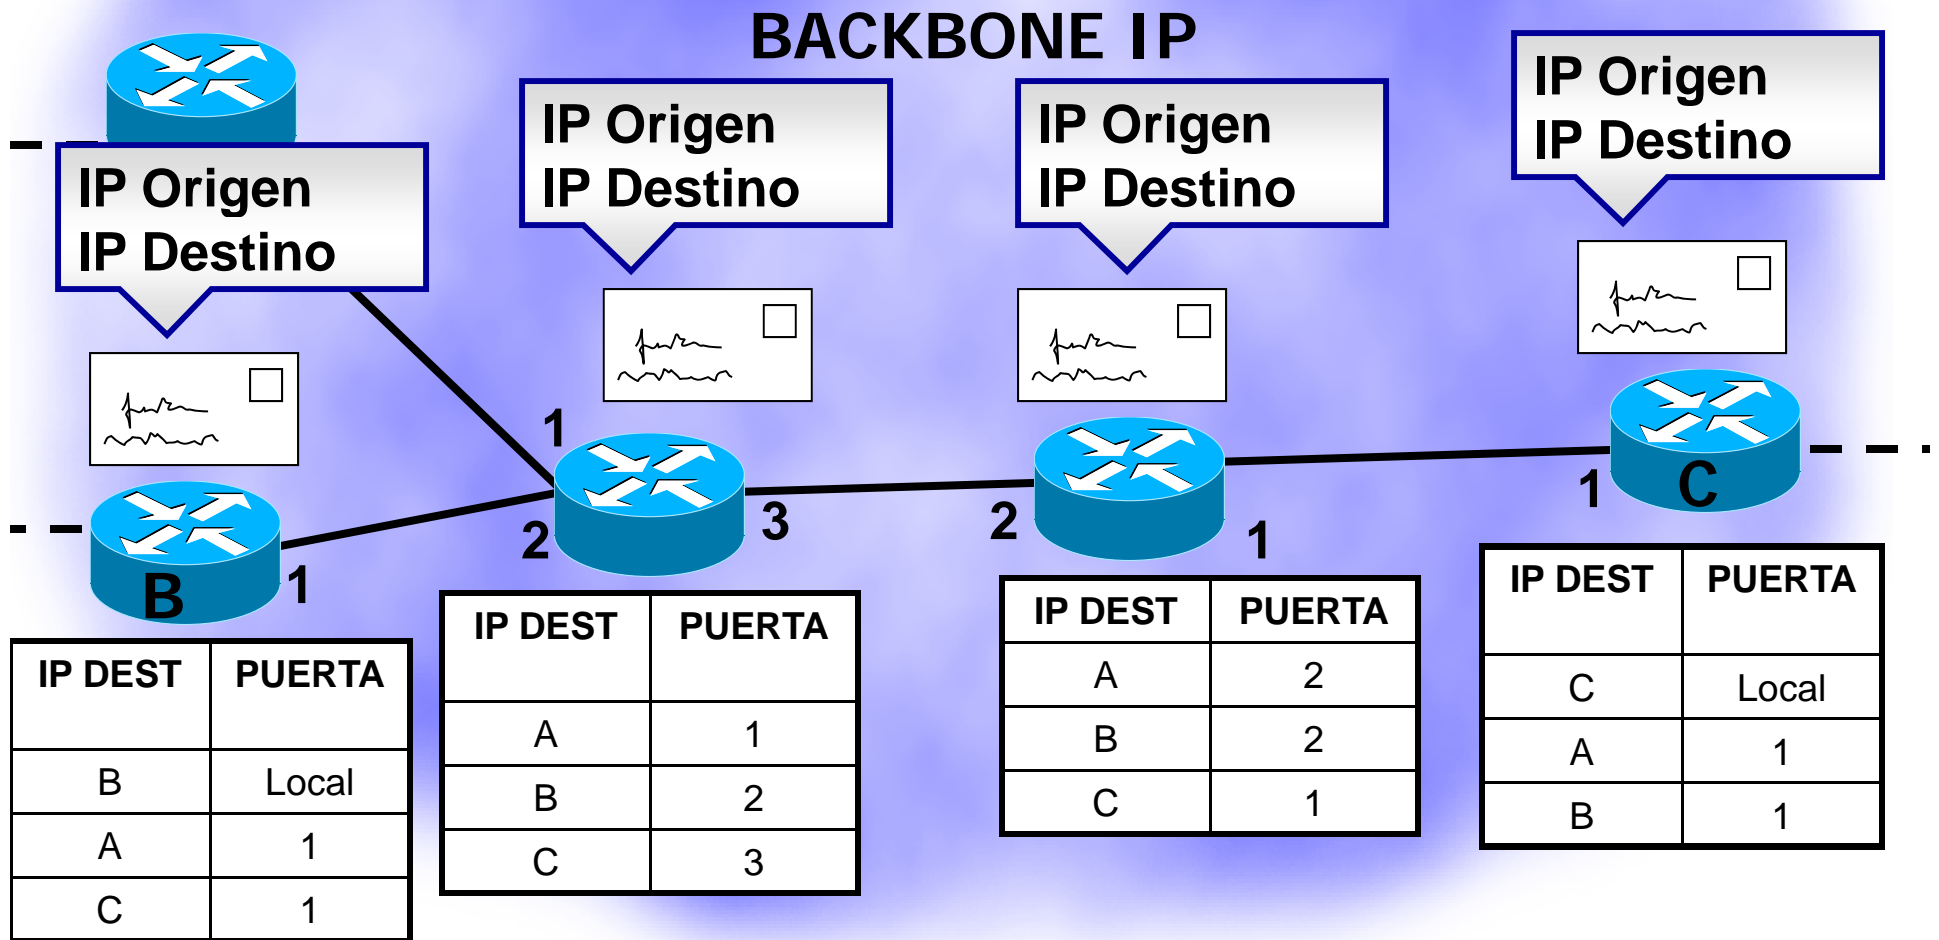 BACKBONE IP
IP Origen
IP Destino
IP Origen
IP Destino
IP Origen
IP Destino
IP Origen
IP Destino
1
2
3
2
1
1
C
B
1
IP DEST PUERTA
B Local
A 1
C 1
IP DEST PUERTA
A 1
B 2
C 3
IP DEST PUERTA
A 2
B 2
C 1
IP DEST PUERTA
C Local
A 1
B 1